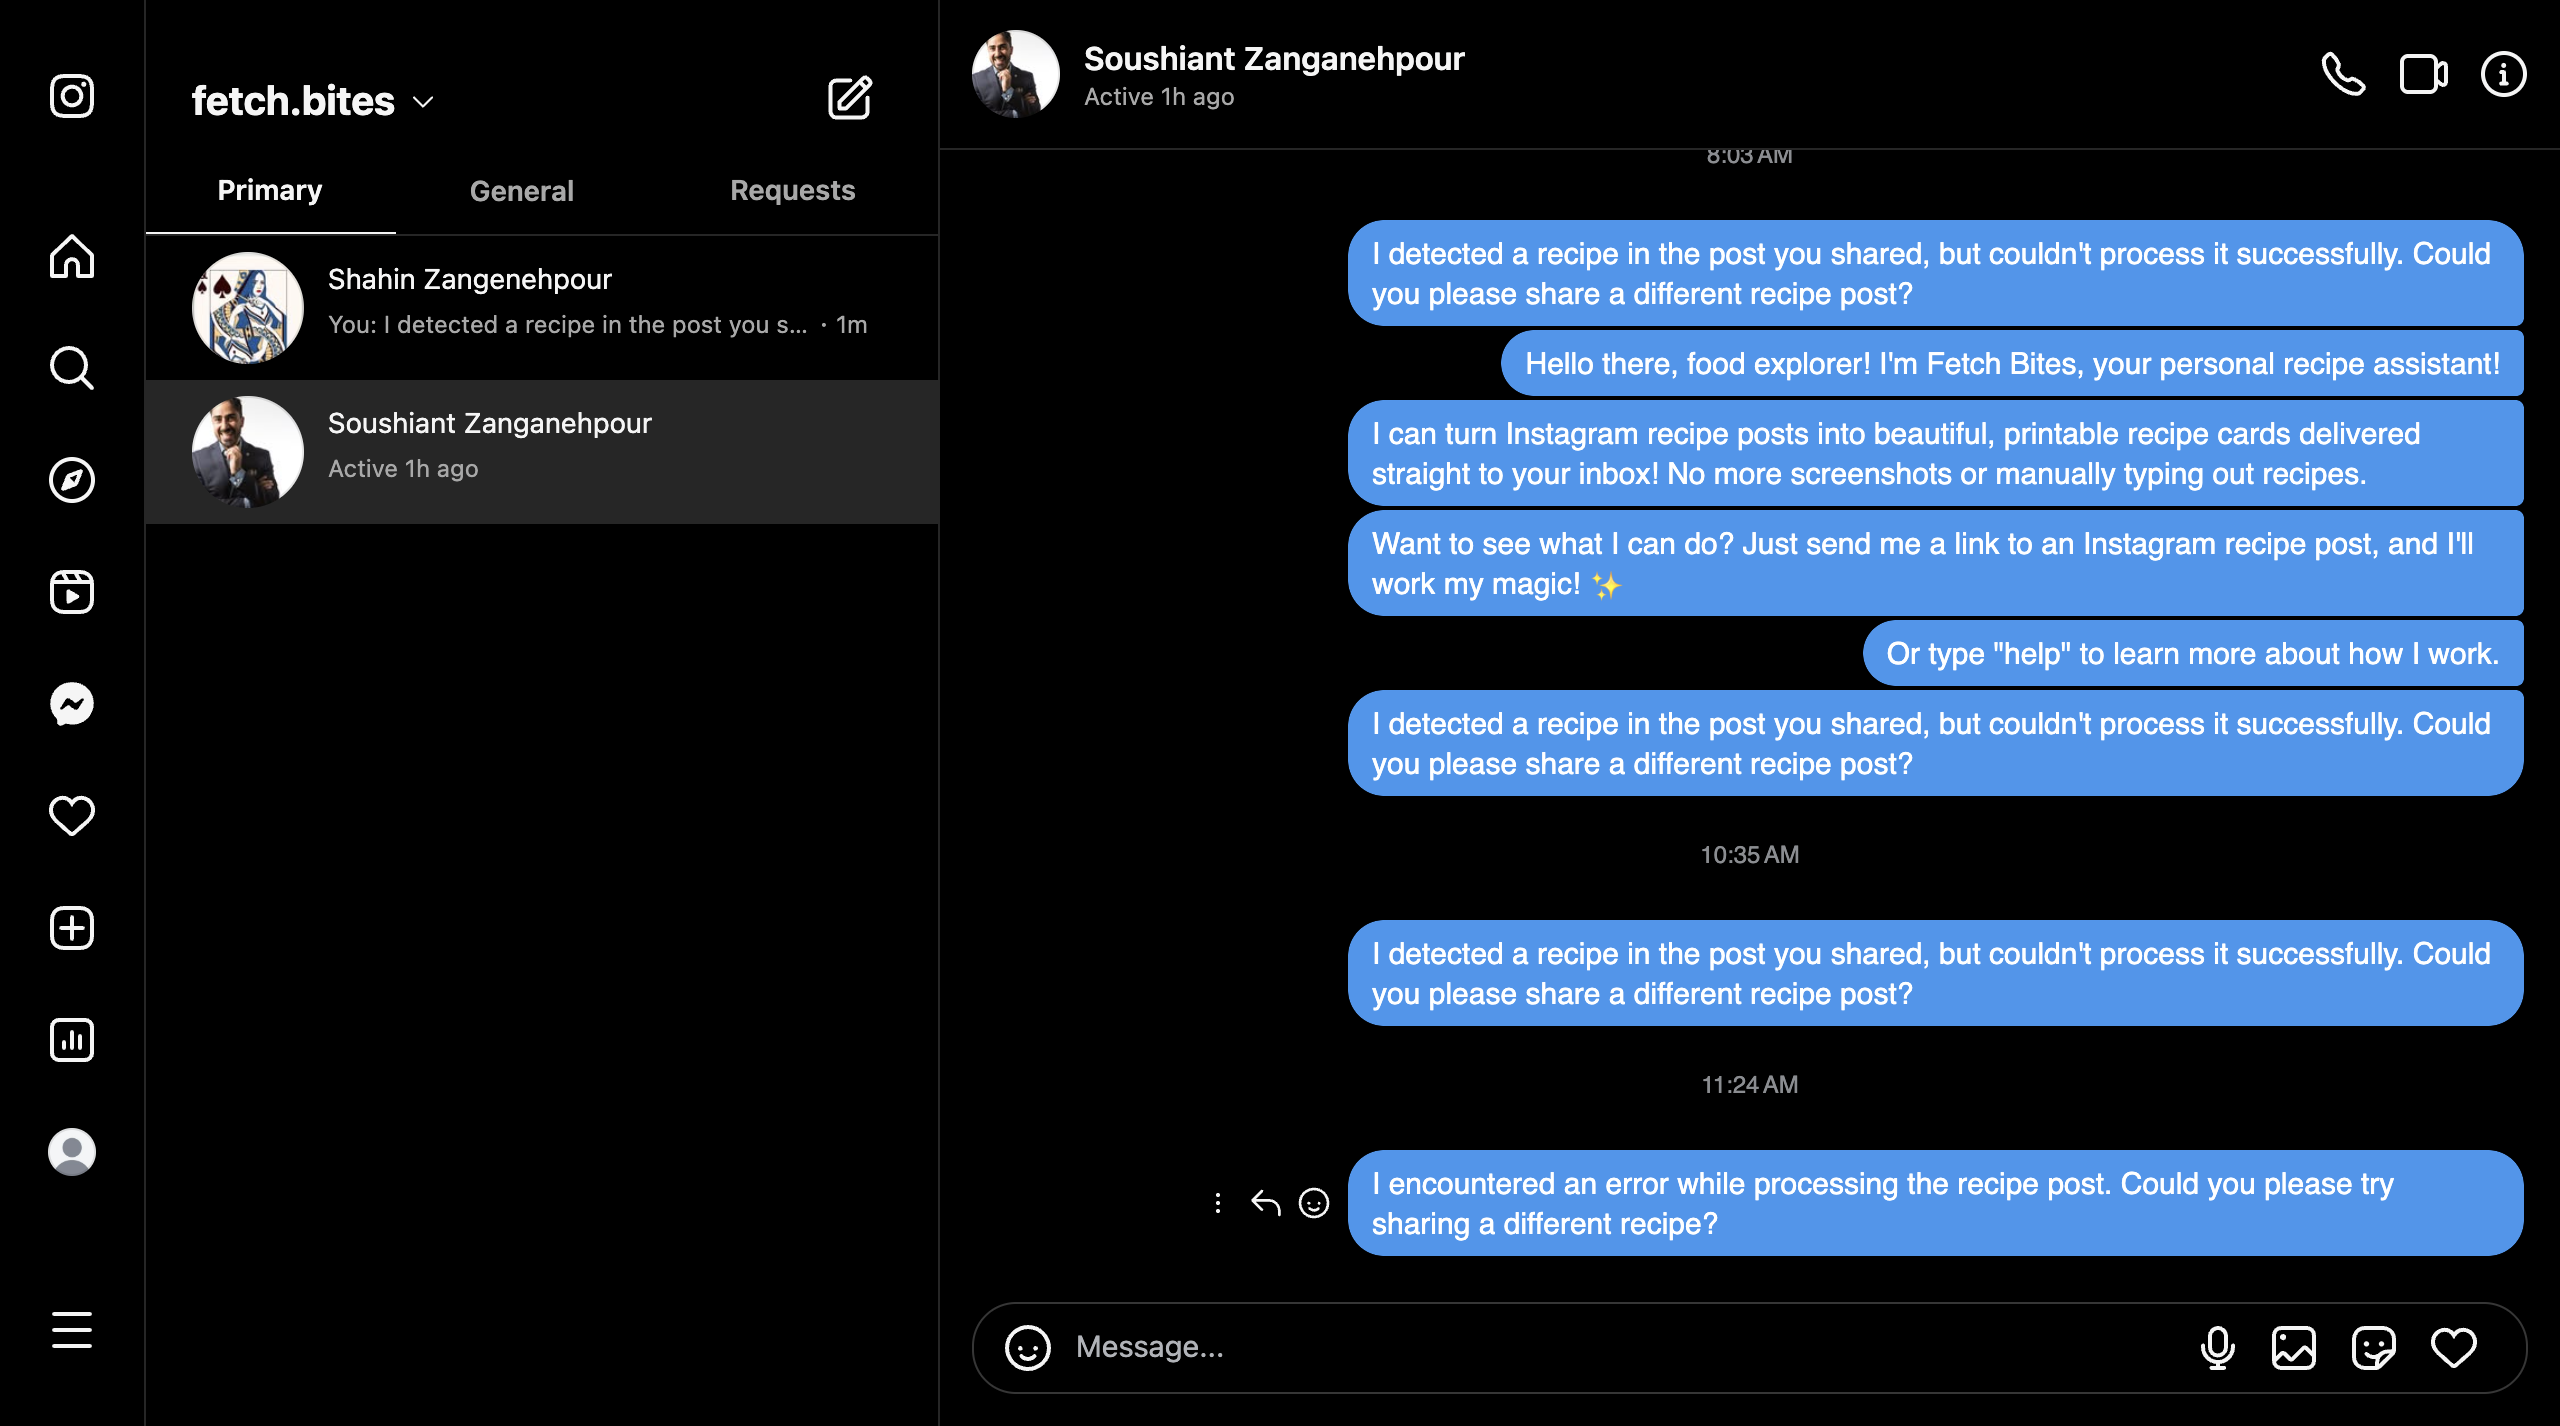 fetch.bites
Primary
General
Requests
Shahin Zangenehpour
You: I detected a recipe in the post you s... · 1m
Soushiant Zanganehpour
Active 1h ago
Soushiant Zanganehpour
Active 1h ago
8:03 AM
I detected a recipe in the post you shared, but couldn't process it successfully. Could
you please share a different recipe post?
Hello there, food explorer! I'm Fetch Bites, your personal recipe assistant!
I can turn Instagram recipe posts into beautiful, printable recipe cards delivered
straight to your inbox! No more screenshots or manually typing out recipes.
Want to see what I can do? Just send me a link to an Instagram recipe post, and I'll
work my magic! ✨
Or type "help" to learn more about how I work.
I detected a recipe in the post you shared, but couldn't process it successfully. Could
you please share a different recipe post?
10:35 AM
I detected a recipe in the post you shared, but couldn't process it successfully. Could
you please share a different recipe post?
11:24 AM
I encountered an error while processing the recipe post. Could you please try
sharing a different recipe?
Message...